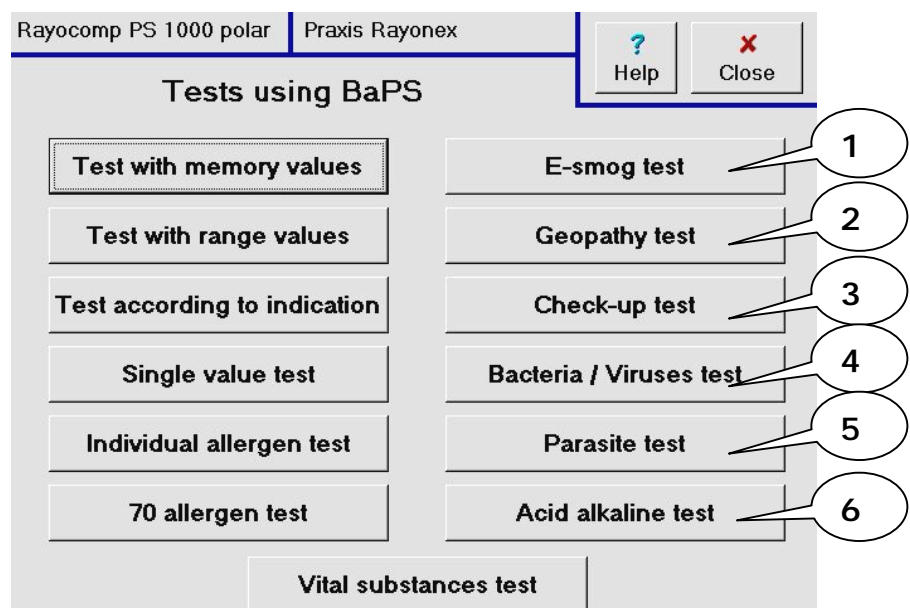 Rayocomp PS 1000 polar Praxis Rayonex
? Help
X Close
Tests using BaPS
Test with memory values E-smog test 1
Test with range values Geopathy test 2
Test according to indication Check-up test 3
Single value test Bacteria / Viruses test 4
Individual allergen test Parasite test 5
70 allergen test Acid alkaline test 6
Vital substances test